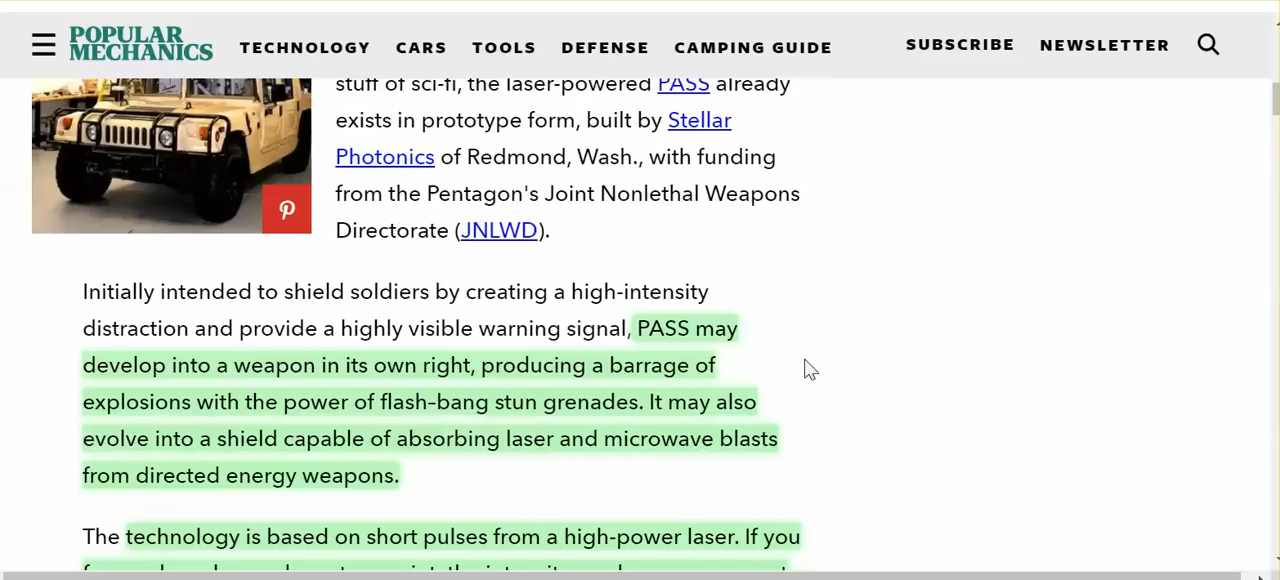 POPULAR
MECHANICS
TECHNOLOGY CARS TOOLS DEFENSE CAMPING GUIDE SUBSCRIBE NEWSLETTER
stuff of sci-fi, the laser-powered PASS already
exists in prototype form, built by Stellar
Photonics of Redmond, Wash., with funding
from the Pentagon's Joint Nonlethal Weapons
Directorate (JNLWD).
Initially intended to shield soldiers by creating a high-intensity
distraction and provide a highly visible warning signal, PASS may
develop into a weapon in its own right, producing a barrage of
explosions with the power of flash-bang stun grenades. It may also
evolve into a shield capable of absorbing laser and microwave blasts
from directed energy weapons.
The technology is based on short pulses from a high-power laser. If you